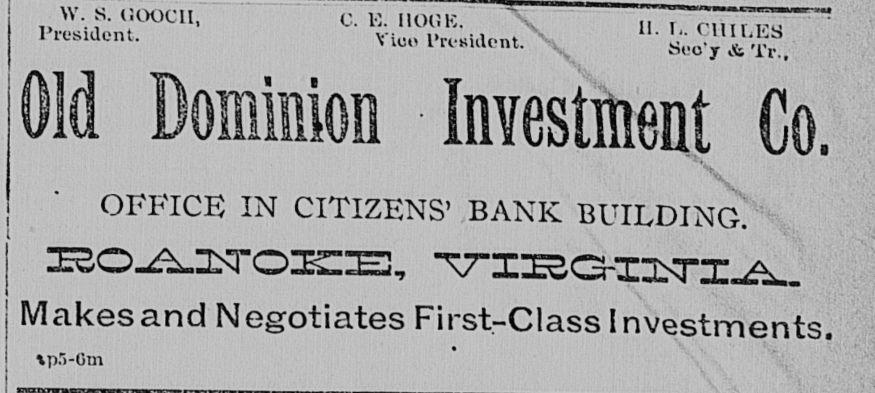 W. S. GOOCH, C. E. HOGE. H. L. CHILES
President. Vice President. Sec'y & Tr.,
Old Dominion Investment Co.
OFFICE IN CITIZENS' BANK BUILDING.
ROANOKE, VIRGINIA.
Makes and Negotiates First-Class Investments.
p5-6m